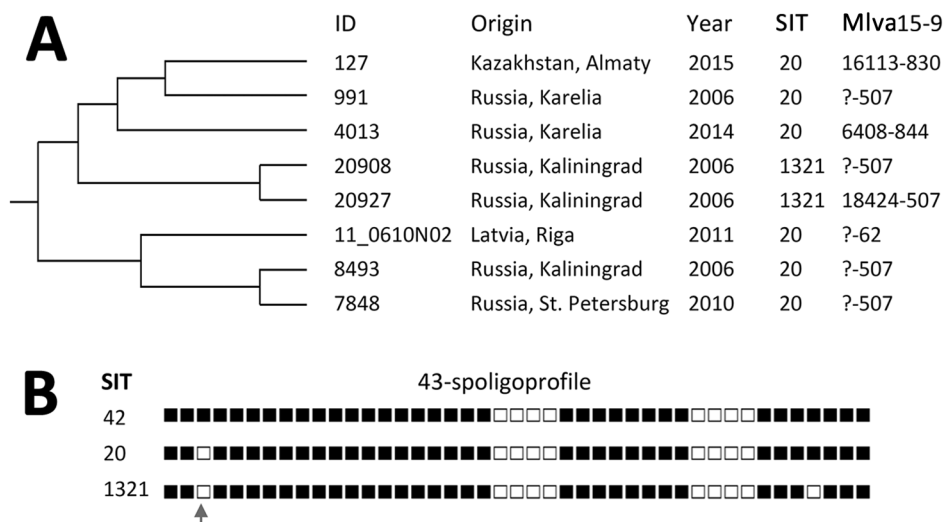 A
ID Origin Year SIT Mlva15-9
127 Kazakhstan, Almaty 2015 20 16113-830
991 Russia, Karelia 2006 20 ?-507
4013 Russia, Karelia 2014 20 6408-844
20908 Russia, Kaliningrad 2006 1321 ?-507
20927 Russia, Kaliningrad 2006 1321 18424-507
11_0610N02 Latvia, Riga 2011 20 ?-62
8493 Russia, Kaliningrad 2006 20 ?-507
7848 Russia, St. Petersburg 2010 20 ?-507
B
SIT 43-spoligoprofile
42
20
1321